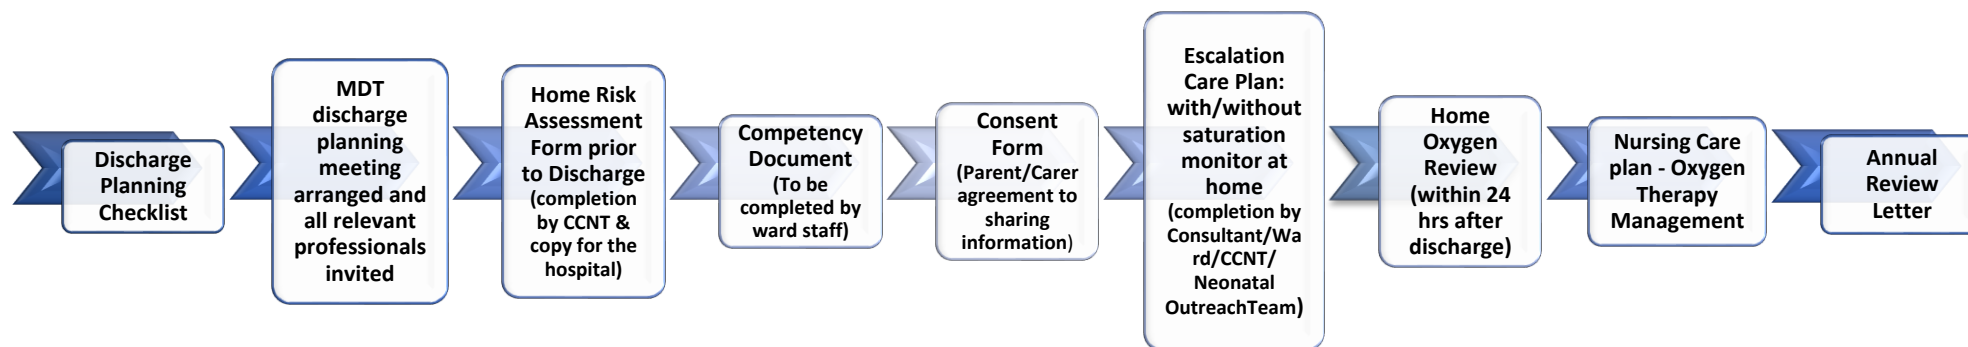 Discharge
Planning
Checklist
MDT
discharge
planning
meeting
arranged and
all relevant
professionals
invited
Home Risk
Assessment
Form prior
to Discharge
(completion
by CCNT &
copy for the
hospital)
Competency
Document
(To be
completed by
ward staff)
Consent
Form
(Parent/Carer
agreement to
sharing
information)
Escalation
Care Plan:
with/without
saturation
monitor at
home
(completion by
Consultant/Wa
rd/CCNT/
Neonatal
OutreachTeam)
Home
Oxygen
Review
(within 24
hrs after
discharge)
Nursing Care
plan - Oxygen
Therapy
Management
Annual
Review
Letter